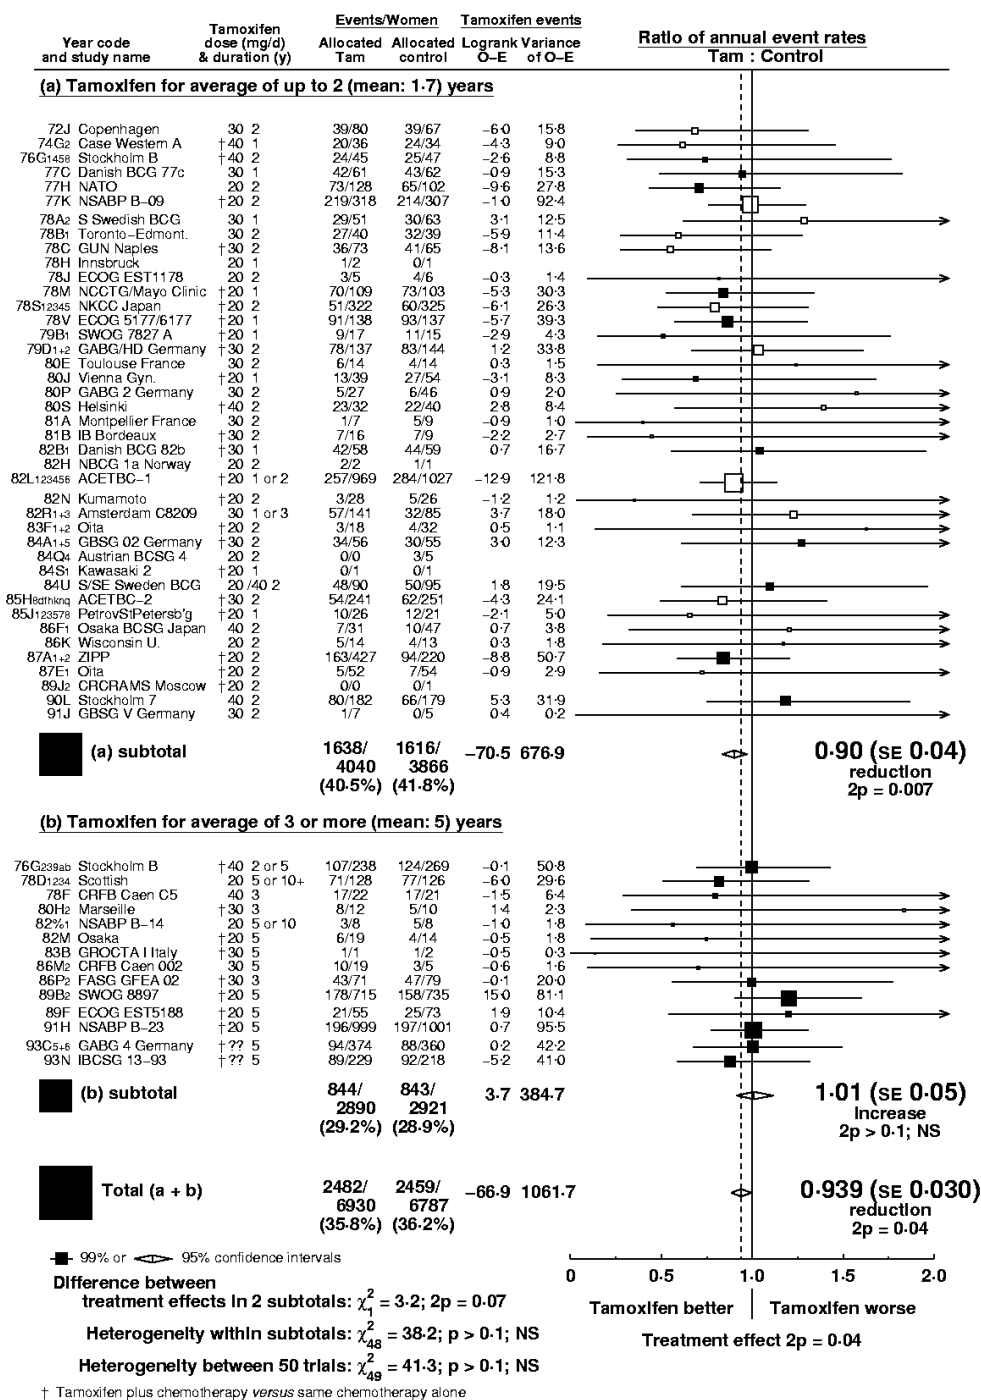 Events/Women Tamoxifen events
Tamoxifen
Year code dose (mg/d) Allocated Allocated Logrank Variance Ratio of annual event rates
and study name & duration (y) Tam control O–E of O–E Tam : Control
(a) Tamoxifen for average of up to 2 (mean: 1·7) years
72J Copenhagen 30 2 39/80 39/67 −6·0 15·8
74G2 Case Western A †40 1 20/36 24/34 −4·3 9·0
76G1458 Stockholm B †40 2 24/45 25/47 −2·6 8·8
77C Danish BCG 77c 30 1 42/61 43/62 −0·9 15·3
77H NATO 20 2 73/128 65/102 −9·6 27·8
77K NSABP B−09 †20 2 219/318 214/307 −1·0 92·4
78A2 S Swedish BCG 30 1 29/51 30/63 3·1 12·5
78B1 Toronto−Edmont. 30 2 27/40 32/39 −5·9 11·4
78C GUN Naples †30 2 36/73 41/65 −8·1 13·6
78H Innsbruck 20 1 1/2 0/1
78J ECOG EST1178 20 2 3/5 4/6 −0·3 1·4
78M NCCTG/Mayo Clinic †20 1 70/109 73/103 −5·3 30·3
78S12345 NKCC Japan †20 2 51/322 60/325 −6·1 26·3
78V ECOG 5177/6177 †20 1 91/138 93/137 −5·7 39·3
79B1 SWOG 7827 A †20 1 9/17 11/15 −2·9 4·3
79D1+2 GABG/HD Germany †30 2 78/137 83/144 1·2 33·8
80E Toulouse France 30 2 6/14 4/14 0·3 1·5
80J Vienna Gyn. †20 1 13/39 27/54 −3·1 8·3
80P GABG 2 Germany 30 2 5/27 6/46 0·9 2·0
80S Helsinki †40 2 23/32 22/40 2·8 8·4
81A Montpellier France 30 2 1/7 5/9 −0·9 1·0
81B IB Bordeaux †30 2 7/16 7/9 −2·2 2·7
82B1 Danish BCG 82b †30 1 42/58 44/59 0·7 16·7
82H NBCG 1a Norway 20 2 2/2 1/1
82L123456 ACETBC−1 †20 1 or 2 257/969 284/1027 −12·9 121·8
82N Kumamoto †20 2 3/28 5/26 −1·2 1·2
82R1+3 Amsterdam C8209 30 1 or 3 57/141 32/85 3·7 18·0
83F1+2 Oita †20 2 3/18 4/32 0·5 1·1
84A1+5 GBSG 02 Germany †30 2 34/56 30/55 3·0 12·3
84Q4 Austrian BCSG 4 20 2 0/0 3/5
84S1 Kawasaki 2 †20 1 0/1 0/1
84U S/SE Sweden BCG 20 /40 2 48/90 50/95 1·8 19·5
85H8dfhknq ACETBC−2 †30 2 54/241 62/251 −4·3 24·1
85J123578 PetrovStPetersb'g †20 1 10/26 12/21 −2·1 5·0
86F1 Osaka BCSG Japan 40 2 7/31 10/47 0·7 3·8
86K Wisconsin U. 20 2 5/14 4/13 0·3 1·8
87A1+2 ZIPP †20 2 163/427 94/220 −8·8 50·7
87E1 Oita †20 2 5/52 7/54 −0·9 2·9
89J2 CRCRAMS Moscow †20 2 0/0 0/1
90L Stockholm 7 40 2 80/182 66/179 5·3 31·9
91J GBSG V Germany 30 2 1/7 0/5 0·4 0·2
(a) subtotal 1638/ 1616/ −70.5 676.9 0·90 (SE 0·04)
4040 3866 reduction
(40·5%) (41·8%) 2p = 0·007
(b) Tamoxifen for average of 3 or more (mean: 5) years
76G239ab Stockholm B †40 2 or 5 107/238 124/269 −0·1 50·8
78D1234 Scottish 20 5 or 10+ 71/128 77/126 −6·0 29·6
78F CRFB Caen C5 40 3 17/22 17/21 −1·5 6·4
80H2 Marseille †30 3 8/12 5/10 1·4 2·3
82%1 NSABP B−14 20 5 or 10 3/8 5/8 −1·0 1·8
82M Osaka †20 5 6/19 4/14 −0·5 1·8
83B GROCTA I Italy †30 5 1/1 1/2 −0·5 0·3
86M2 CRFB Caen 002 30 5 10/19 3/5 −0·6 1·6
86P2 FASG GFEA 02 †30 3 43/71 47/79 −0·1 20·0
89B2 SWOG 8897 †20 5 178/715 158/735 15·0 81·1
89F ECOG EST5188 †20 5 21/55 25/73 1·9 10·4
91H NSABP B−23 †20 5 196/999 197/1001 0·7 95·5
93C5+6 GABG 4 Germany †?? 5 94/374 88/360 0·2 42·2
93N IBCSG 13−93 †?? 5 89/229 92/218 −5·2 41·0
(b) subtotal 844/ 843/ 3.7 384.7 1·01 (SE 0·05)
2890 2921 Increase
(29·2%) (28·9%) 2p > 0·1; NS
Total (a + b) 2482/ 2459/ −66.9 1061.7 0·939 (SE 0·030)
6930 6787 reduction
(35·8%) (36·2%) 2p = 0·04
99% or 95% confidence intervals
0 0·5 1·0 1·5 2·0
Difference between
treatment effects in 2 subtotals: χ²₁ = 3·2; 2p = 0·07 Tamoxifen better Tamoxifen worse
Heterogeneity within subtotals: χ²₄₈ = 38·2; p > 0·1; NS Treatment effect 2p = 0·04
Heterogeneity between 50 trials: χ²₄₉ = 41·3; p > 0·1; NS
† Tamoxifen plus chemotherapy versus same chemotherapy alone